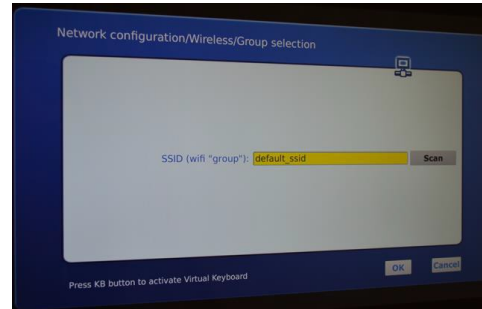 Network configuration/Wireless/Group selection
SSID (wifi "group"): default_ssid Scan
OK Cancel
Press KB button to activate Virtual Keyboard